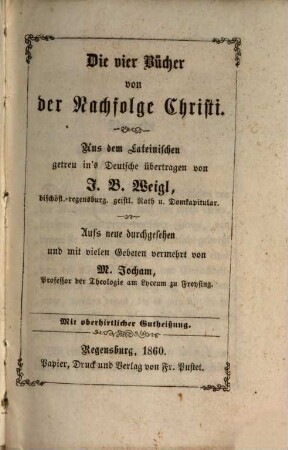 Die vier Bücher
von
der Nachfolge Christi.
Aus dem Lateinischen
getreu in's Deutsche übertragen von
J. B. Weigl,
bischöfl.-regensburg. geistl. Rath u. Domkapitular.
Aufs neue durchgesehen
und mit vielen Gebeten vermehrt von
M. Jocham,
Professor der Theologie am Lyceum zu Freysing.
Mit oberhirtlicher Gutheißung.
Regensburg, 1860.
Papier, Druck und Verlag von Fr. Pustet.